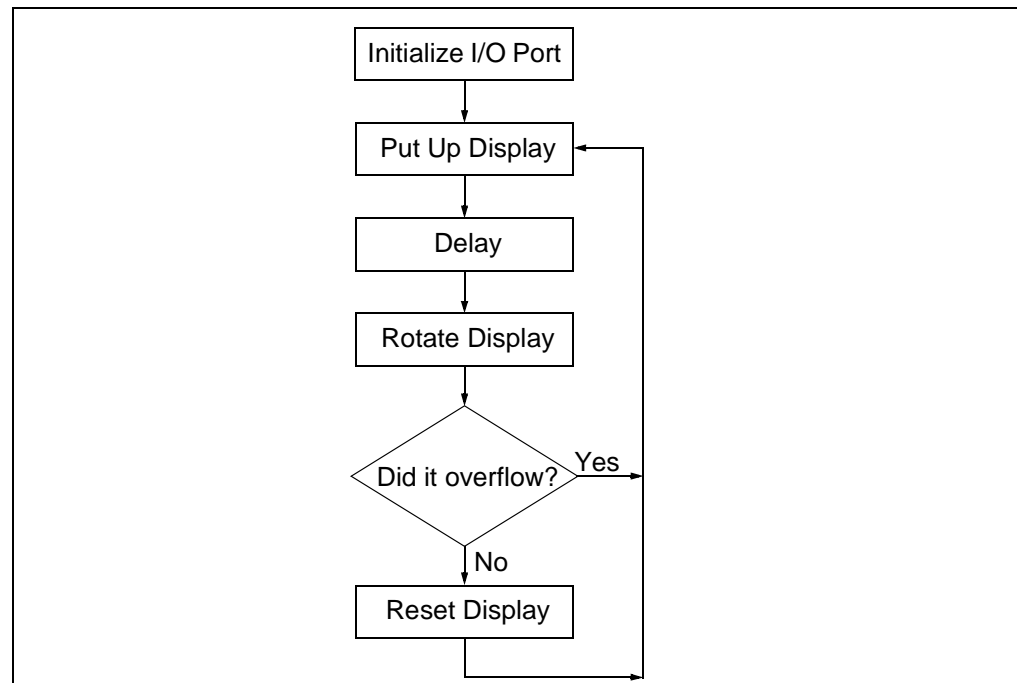 Initialize I/O Port
Put Up Display
Delay
Rotate Display
Did it overflow?
Yes
No
Reset Display